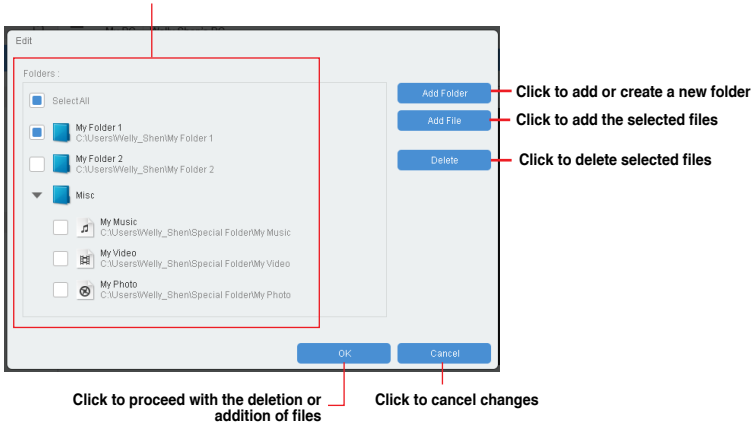 Edit
Folders :
SelectAll
My Folder 1
C:\Users\Welly_Shen\My Folder 1
My Folder 2
C:\Users\Welly_Shen\My Folder 2
Misc
My Music
C:\Users\Welly_Shen\Special Folder\My Music
My Video
C:\Users\Welly_Shen\Special Folder\My Video
My Photo
C:\Users\Welly_Shen\Special Folder\My Photo
Add Folder
Click to add or create a new folder
Add File
Click to add the selected files
Delete
Click to delete selected files
OK
Cancel
Click to proceed with the deletion or
addition of files
Click to cancel changes